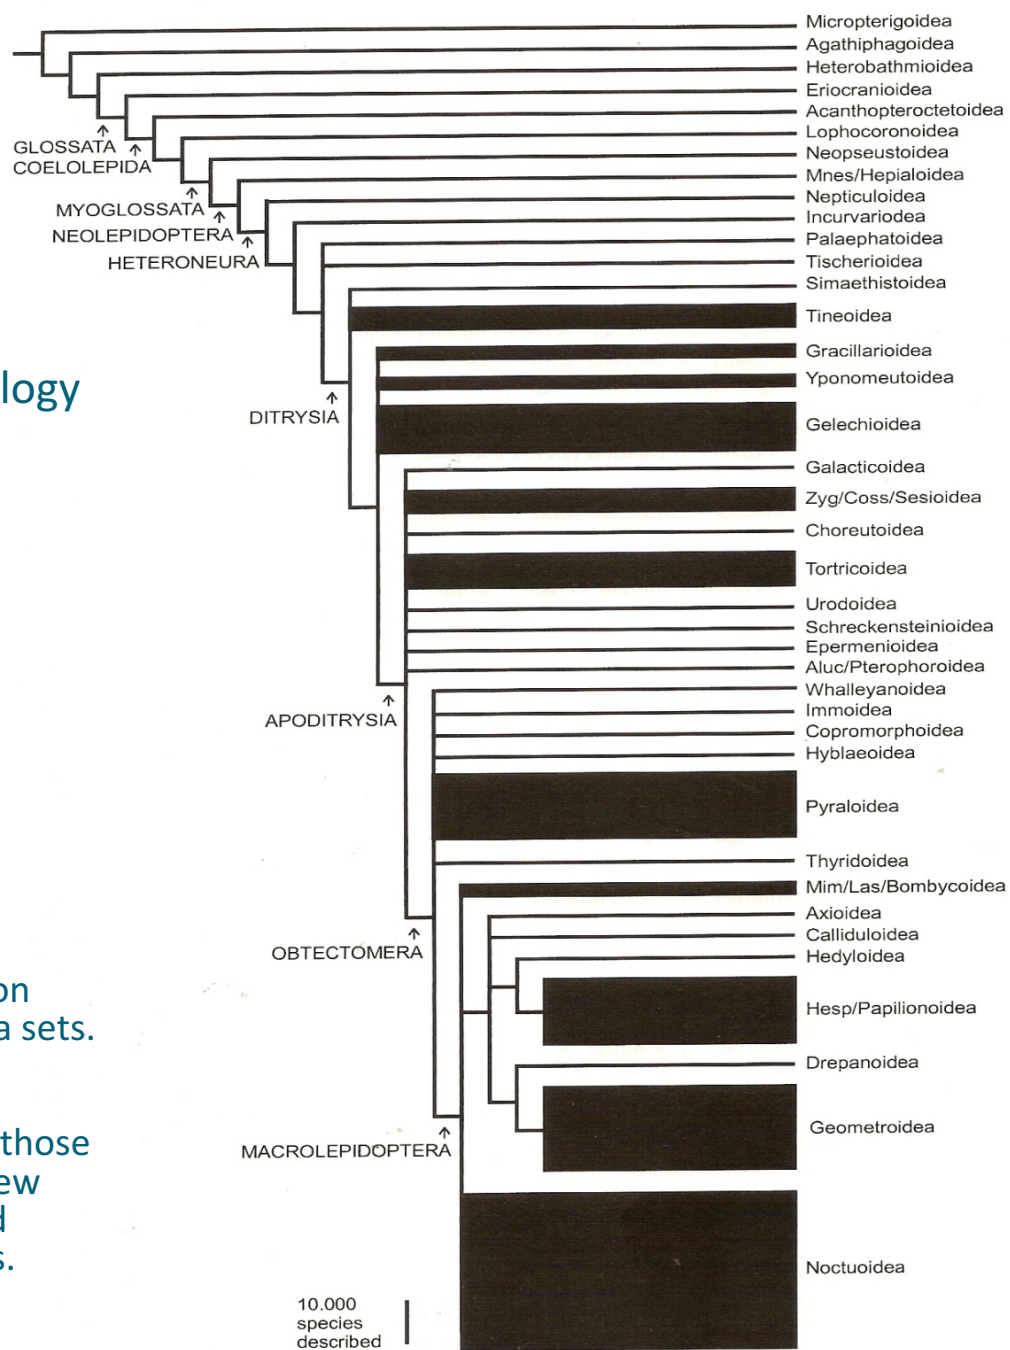 Micropterigoidea
Agathiphagoidea
Heterobathmioidea
Eriocranioidea
Acanthopteroctetoidea
Lophocoronoidea
GLOSSATA
COELOLEPIDA
Neopseustoidea
Mnes/Hepialoidea
Nepticuloidea
MYOGLOSSATA
Incurvariodea
NEOLEPIDOPTERA
Palaephatoidea
HETERONEURA
Tischerioidea
Simaethistoidea
Tineoidea
Gracillarioidea
Yponomeutoidea
logy
DITRYSIA
Gelechioidea
Galacticoidea
Zyg/Coss/Sesioidea
Choreutoidea
Tortricoidea
Urodoidea
Schreckensteinioidea
Epermenioidea
Aluc/Pterophoroidea
Whalleyanoidea
Immoidea
APODITRYSIA
Copromorphoidea
Hyblaeoidea
Pyraloidea
Thyridoidea
Mim/Las/Bombycoidea
Axioidea
Calliduloidea
OBTECTOMERA
Hedyloidea
on
a sets.
Hesp/Papilionoidea
Drepanoidea
Geometroidea
those
MACROLEPIDOPTERA
ew
d
s.
Noctuoidea
10.000
species
described